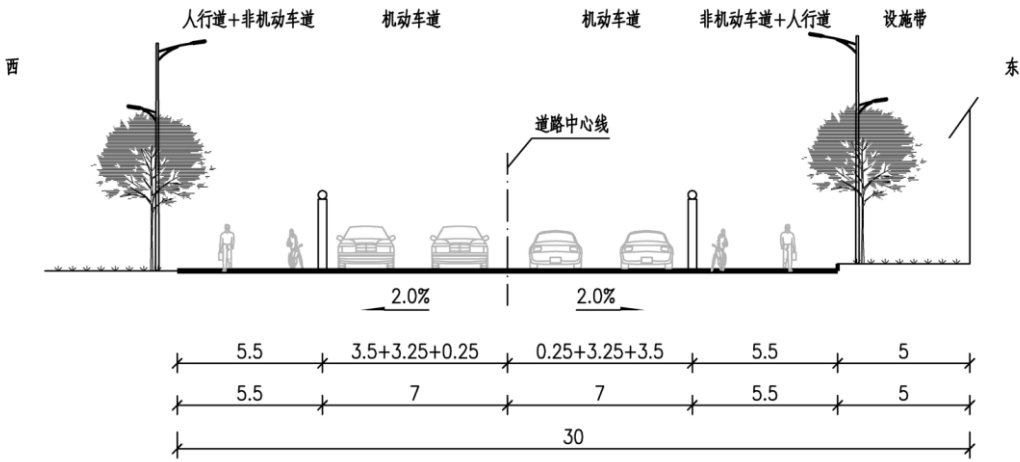 人行道+非机动车道 机动车道 机动车道 非机动车道+人行道 设施带
西 东
道路中心线
2.0% 2.0%
5.5 3.5+3.25+0.25 0.25+3.25+3.5 5.5 5
5.5 7 7 5.5 5
30